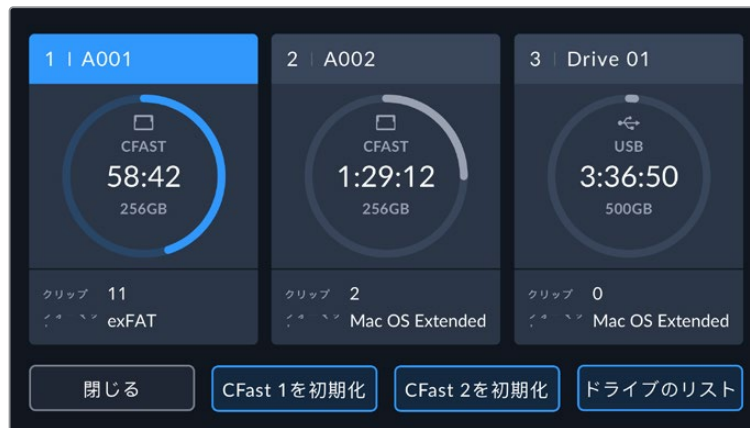 1 | A001
CFAST
58:42
256GB
クリップ 11
exFAT
2 | A002
CFAST
1:29:12
256GB
クリップ 2
Mac OS Extended
3 | Drive 01
USB
3:36:50
500GB
クリップ 0
Mac OS Extended
閉じる
CFast 1を初期化
CFast 2を初期化
ドライブのリスト